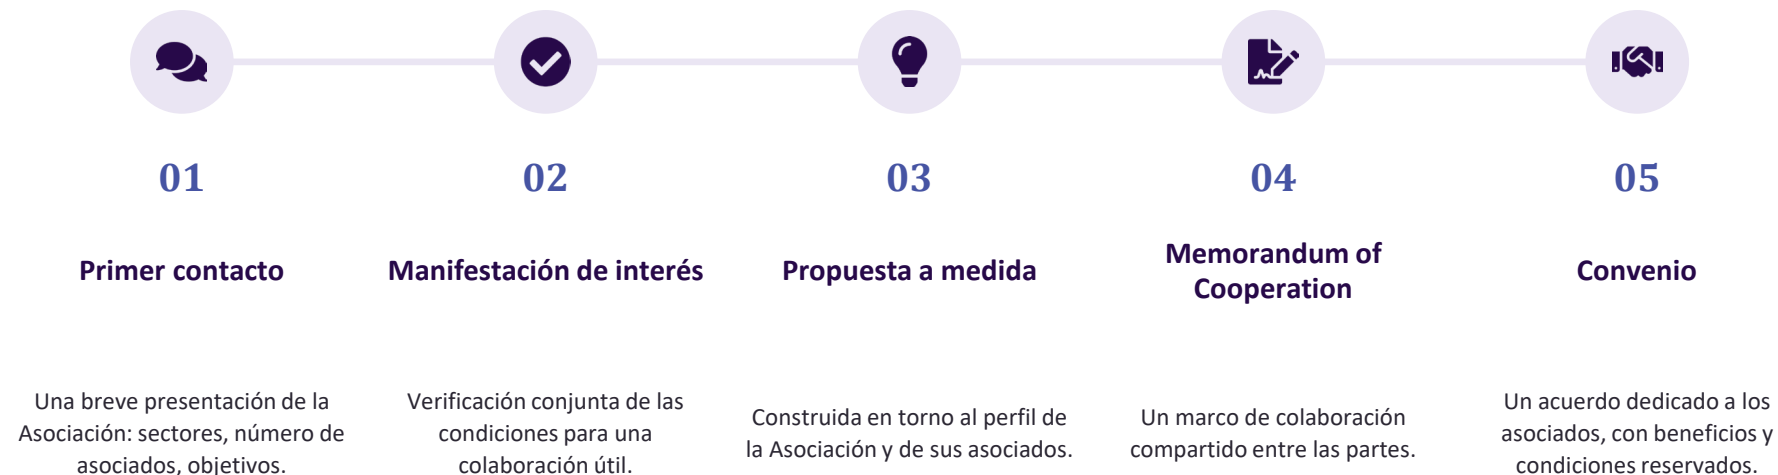 01
Primer contacto
Una breve presentación de la
Asociación: sectores, número de
asociados, objetivos.
02
Manifestación de interés
Verificación conjunta de las
condiciones para una
colaboración útil.
03
Propuesta a medida
Construida en torno al perfil de
la Asociación y de sus asociados.
04
Memorandum of
Cooperation
Un marco de colaboración
compartido entre las partes.
05
Convenio
Un acuerdo dedicado a los
asociados, con beneficios y
condiciones reservados.